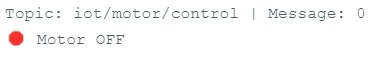 Topic: iot/motor/control | Message: 0
🔴 Motor OFF